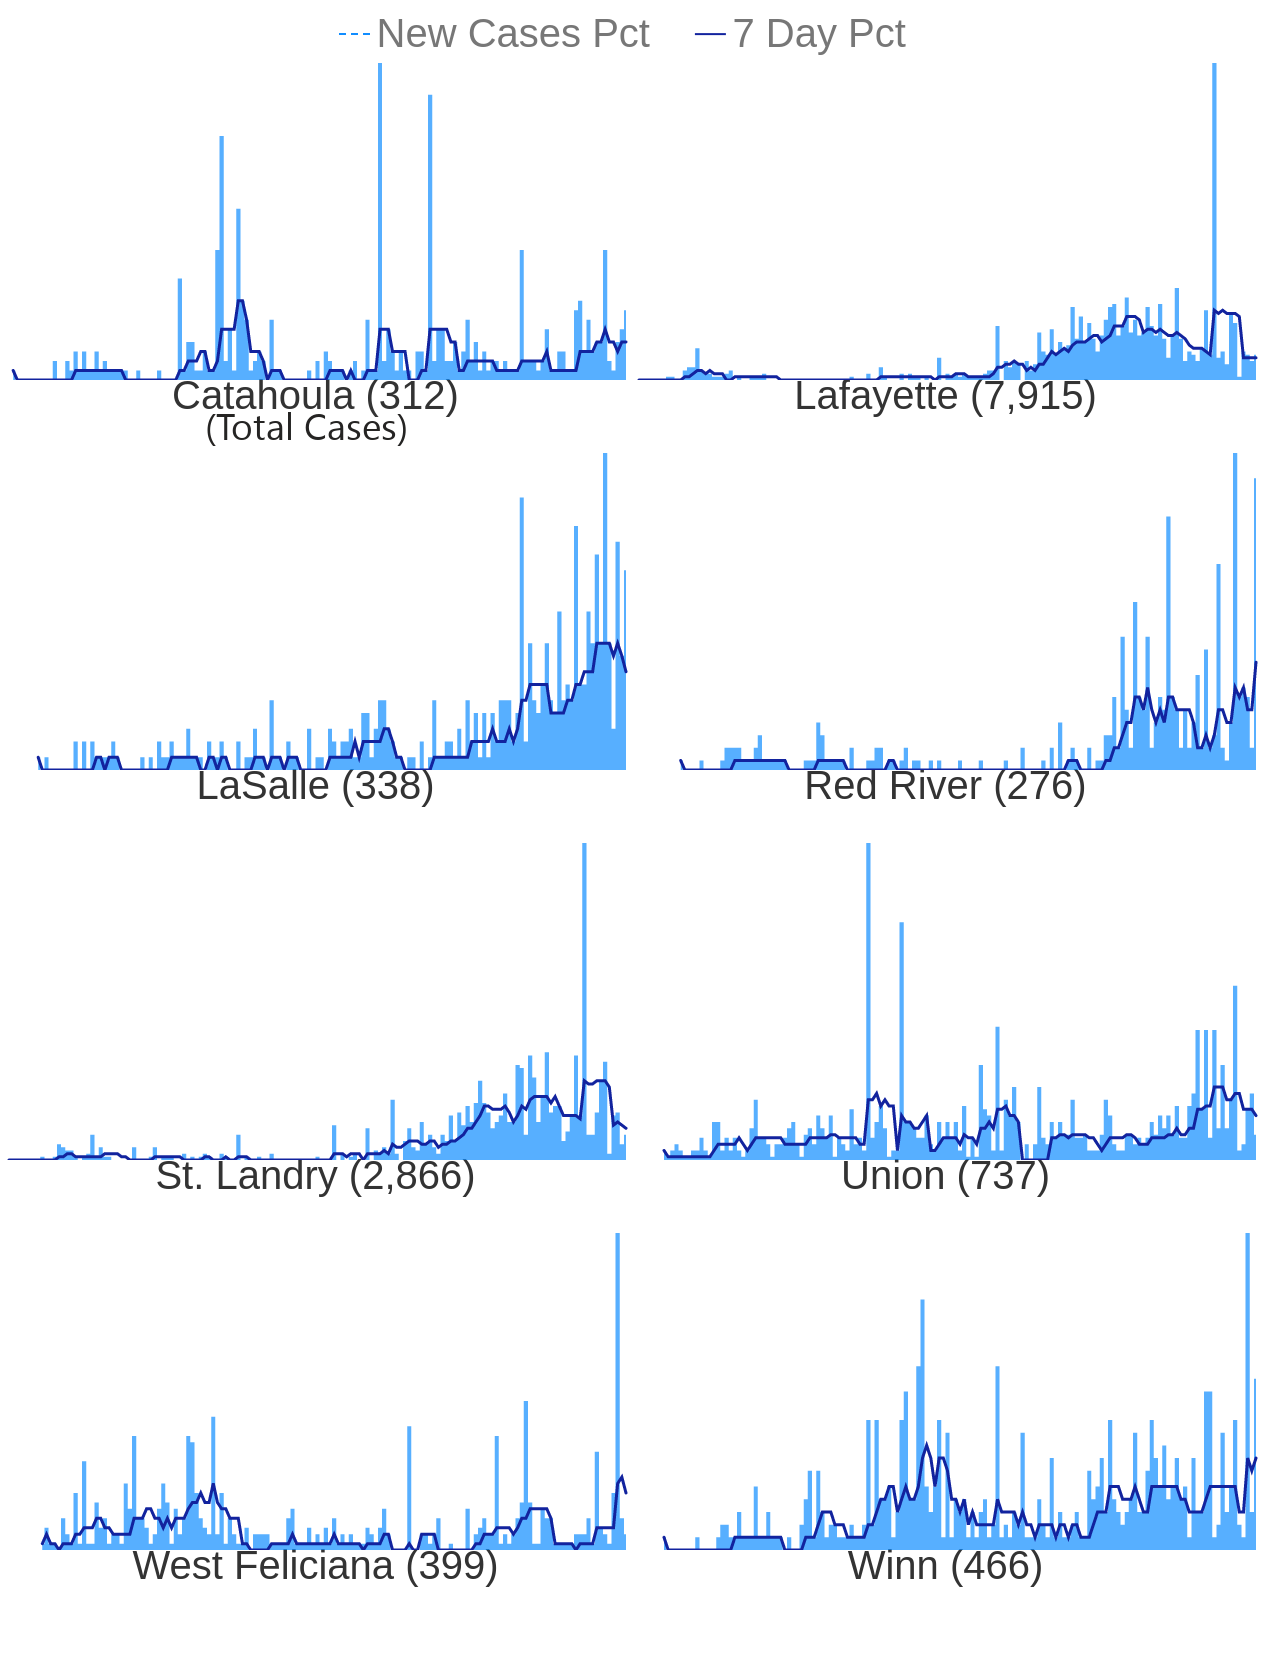 New Cases Pct 7 Day Pct
Catahoula (312) Lafayette (7,915)
(Total Cases)
LaSalle (338) Red River (276)
St. Landry (2,866) Union (737)
West Feliciana (399) Winn (466)